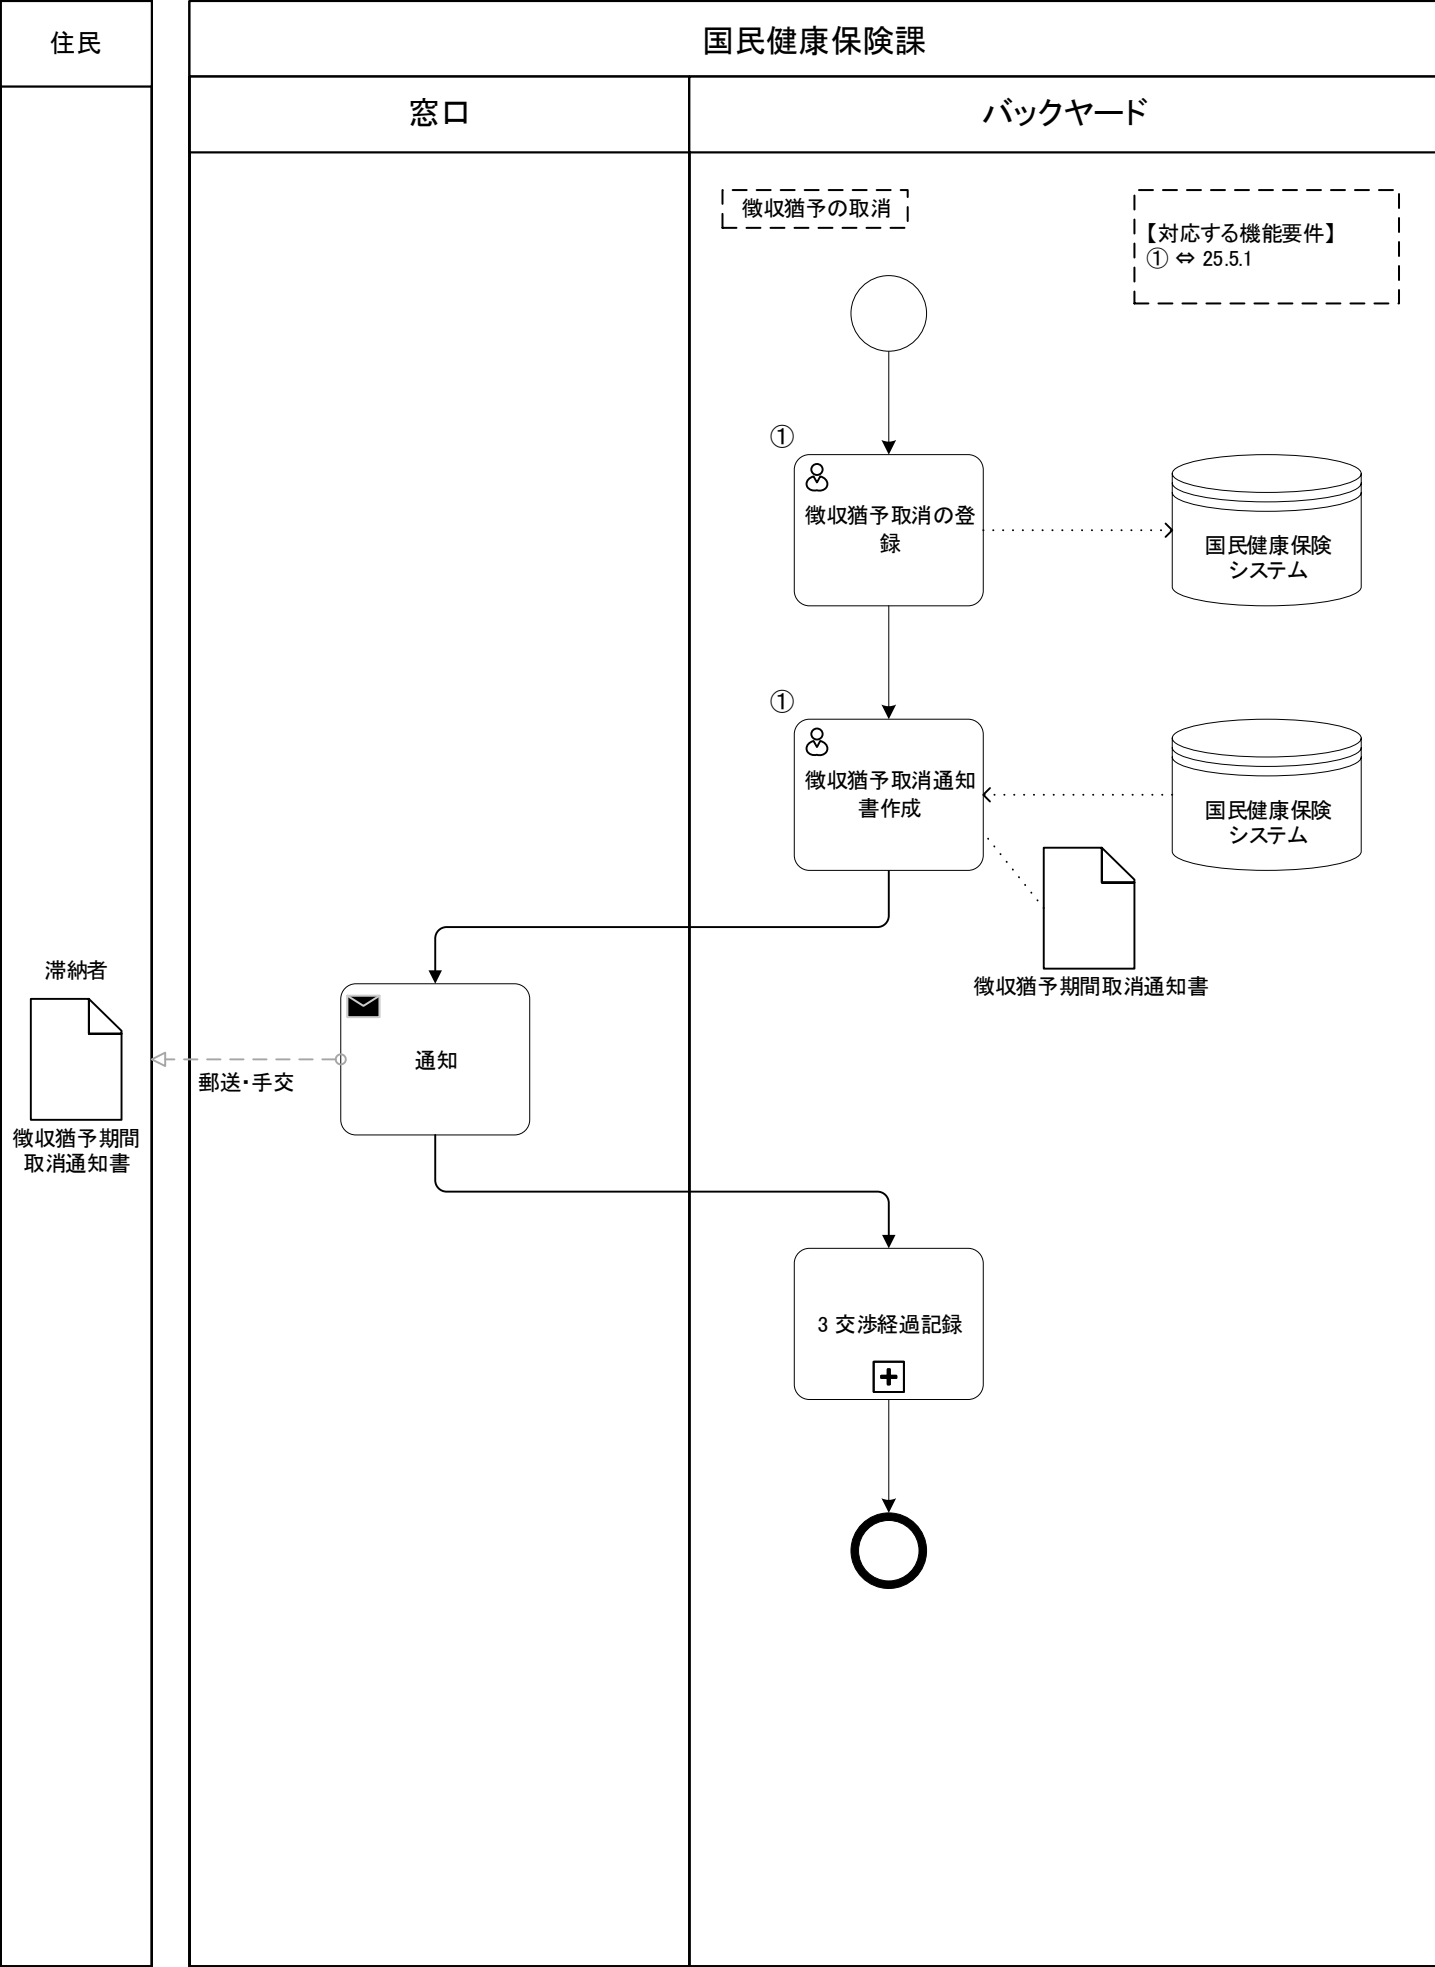 住民
国民健康保険課
窓口
バックヤード
徴収猶予の取消
【対応する機能要件】
① ⇔ 25.5.1
①
徴収猶予取消の登
録
国民健康保険
システム
①
徴収猶予取消通知
書作成
国民健康保険
システム
徴収猶予期間取消通知書
滞納者
徴収猶予期間
取消通知書
郵送・手交
通知
3 交渉経過記録